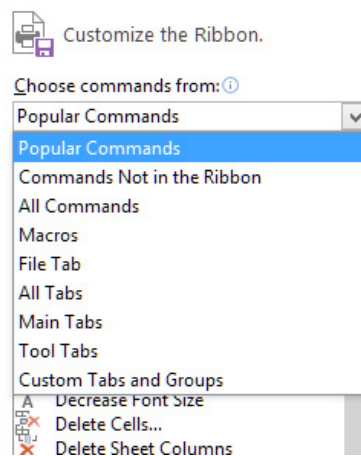 Customize the Ribbon.
Choose commands from:
Popular Commands
Popular Commands
Commands Not in the Ribbon
All Commands
Macros
File Tab
All Tabs
Main Tabs
Tool Tabs
Custom Tabs and Groups
Decrease Font Size
Delete Cells...
Delete Sheet Columns